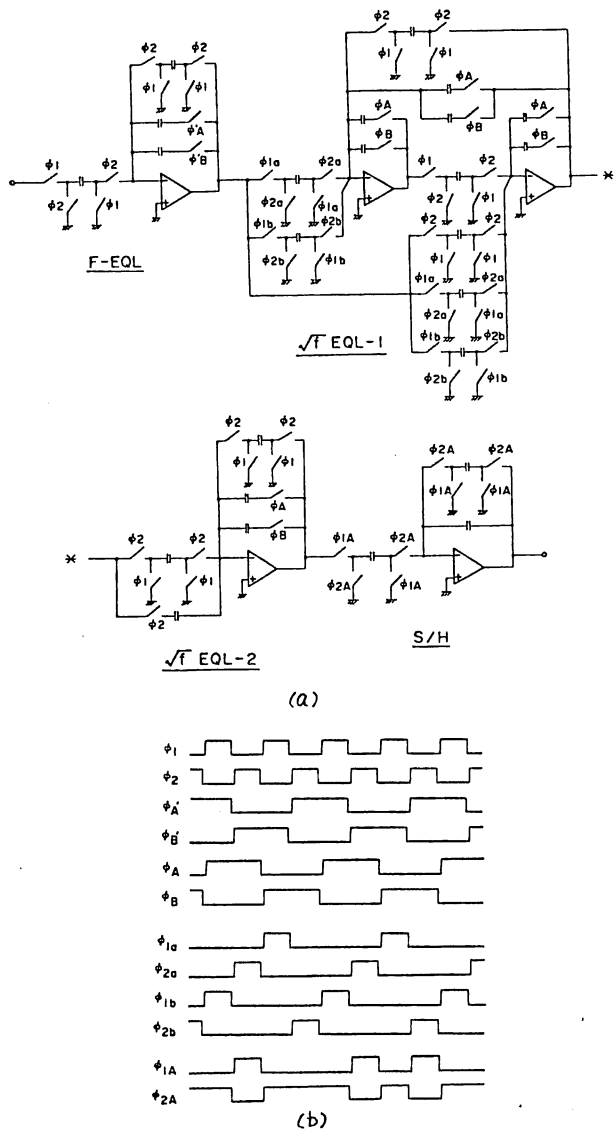 φ2 φ2
φ1 φ1
φ2 φ2
φ1 φ1
φA
φB
φ'A
φ'B
φA
φB
φA
φB
φ1 φ2
φ2 φ1
φ1a φ2a
φ2a φ1a
φ1b φ2b
φ2b φ1b
φ1 φ2
φ2 φ1
φ2 φ2
φ1 φ1
φ1a φ2a
φ2a φ1a
φ1b φ2b
φ2b φ1b
F-EQL
√f EQL-1
φ2 φ2
φ1 φ1
φA
φB
φ2 φ2
φ1 φ1
φ2
φ2A φ2A
φ1A φ1A
φ1A φ2A
φ2A φ1A
√f EQL-2
S/H
(a)
φ1
φ2
φA'
φB'
φA
φB
φ1a
φ2a
φ1b
φ2b
φ1A
φ2A
(b)